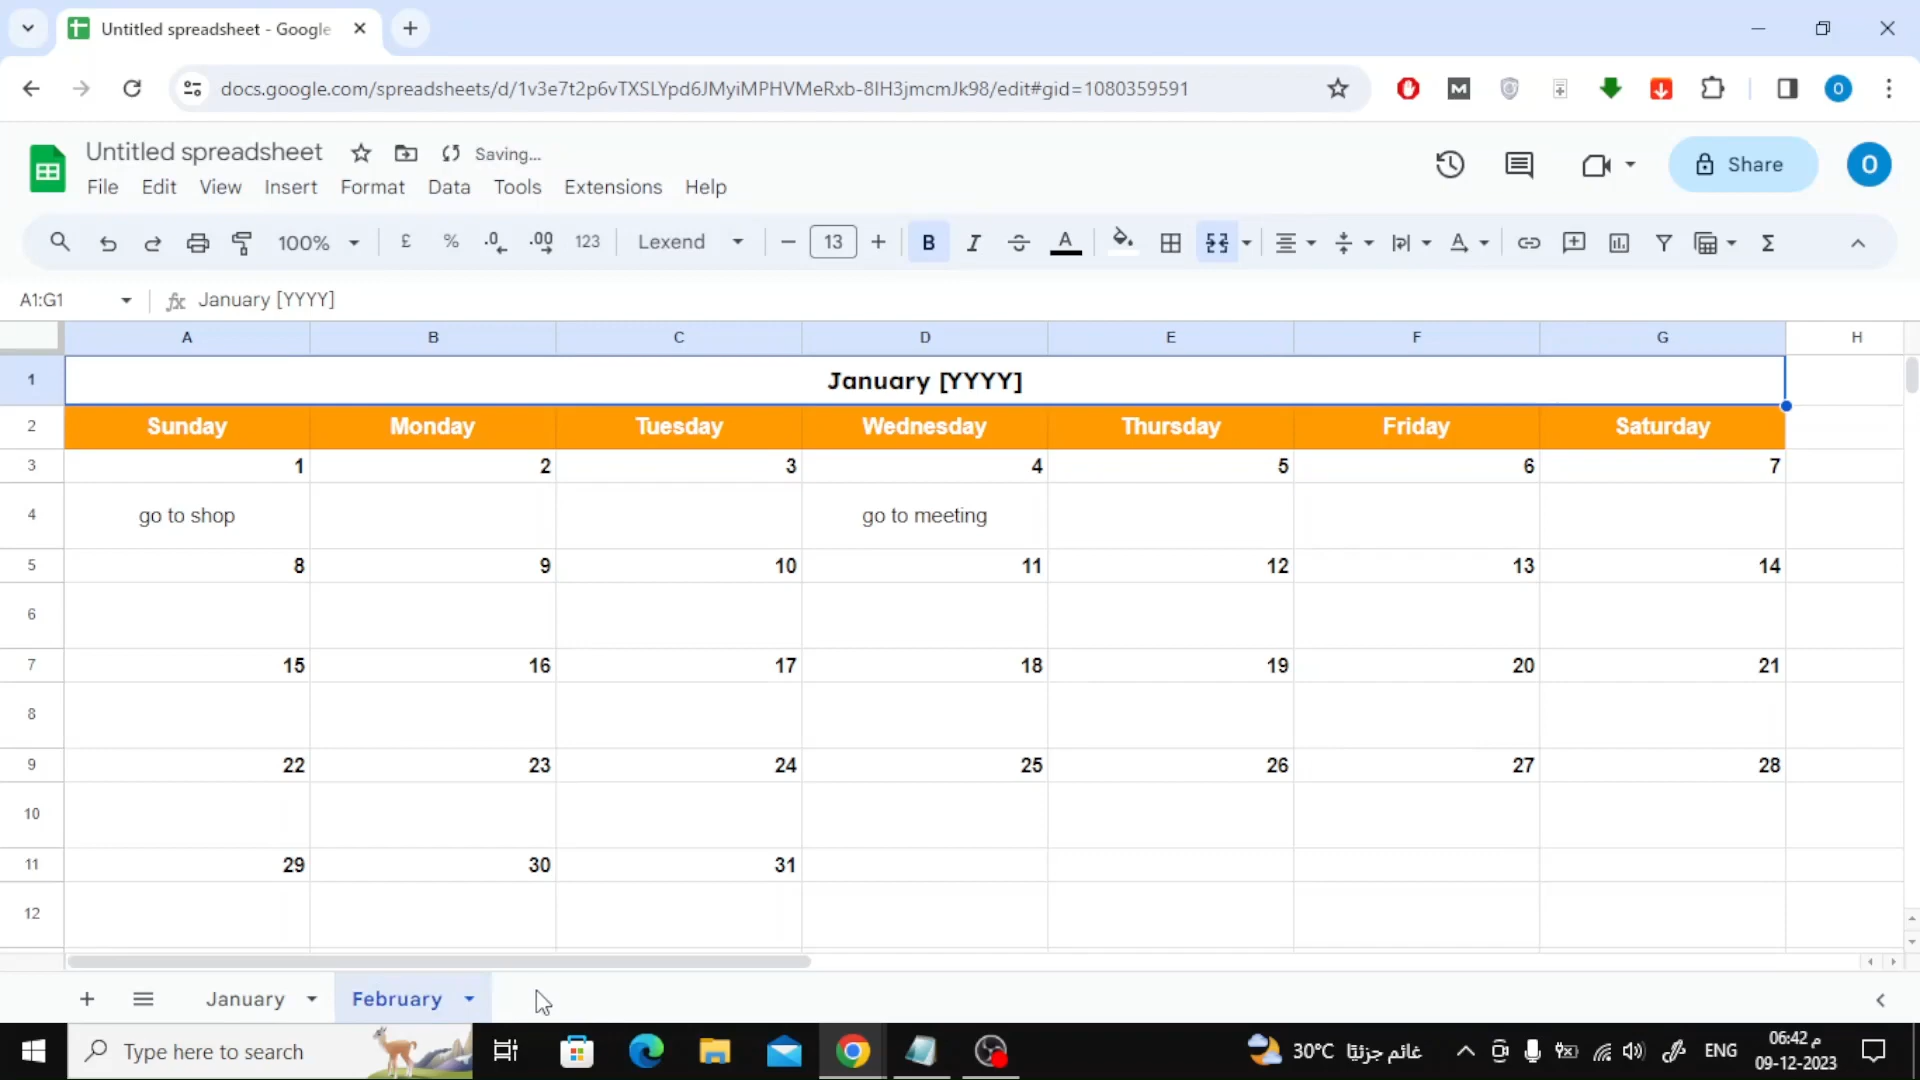 Untitled spreadsheet - Google
docs.google.com/spreadsheets/d/1v3e7t2p6vTXSLYpd6JMyiMPHVMeRxb-8IH3jmcmJk98/edit#gid=1080359591
Untitled spreadsheet Saving...
Share
O
File Edit View Insert Format Data Tools Extensions Help
100% £ % .0 .00 123 Lexend 13 B I A
A1:G1 fx January [YYYY]
A B C D E F G H
1 January [YYYY]
2 Sunday Monday Tuesday Wednesday Thursday Friday Saturday
3 1 2 3 4 5 6 7
4 go to shop go to meeting
5 8 9 10 11 12 13 14
6
7 15 16 17 18 19 20 21
8
9 22 23 24 25 26 27 28
10
11 29 30 31
12
January February
Type here to search
30°C غائم جزئيًا
ENG
06:42 م
09-12-2023